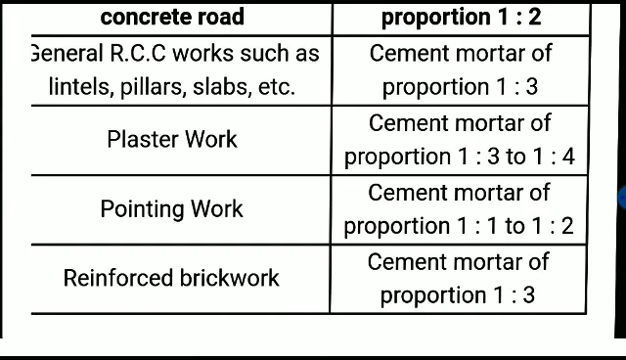 concrete road
proportion 1 : 2
General R.C.C works such as
lintels, pillars, slabs, etc.
Cement mortar of
proportion 1 : 3
Plaster Work
Cement mortar of
proportion 1 : 3 to 1 : 4
Pointing Work
Cement mortar of
proportion 1 : 1 to 1 : 2
Reinforced brickwork
Cement mortar of
proportion 1 : 3